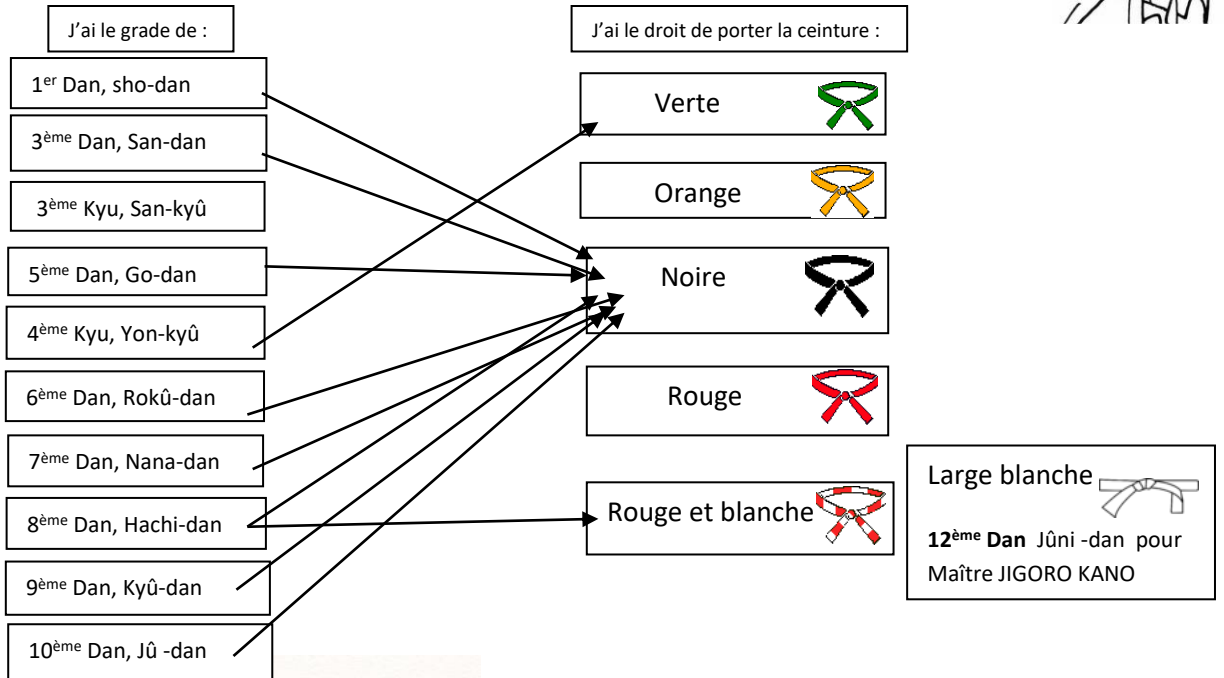 J'ai le grade de :
J'ai le droit de porter la ceinture :
1er Dan, sho-dan
3ème Dan, San-dan
3ème Kyu, San-kyû
5ème Dan, Go-dan
4ème Kyu, Yon-kyû
6ème Dan, Rokû-dan
7ème Dan, Nana-dan
8ème Dan, Hachi-dan
9ème Dan, Kyû-dan
10ème Dan, Jû -dan
Verte
Orange
Noire
Rouge
Rouge et blanche
Large blanche
12ème Dan Jûni -dan pour
Maître JIGORO KANO